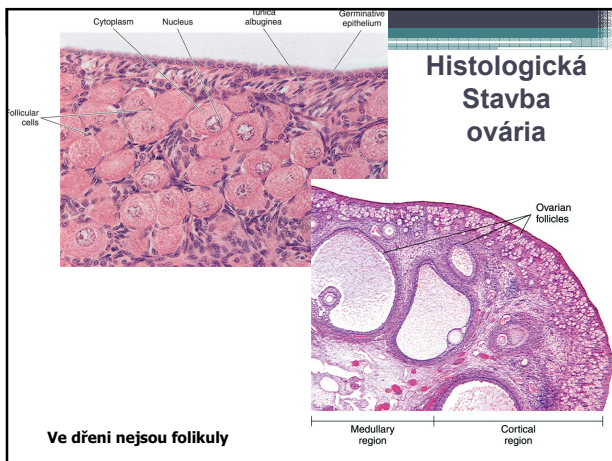 Cytoplasm Nucleus Tunica albuginea Germinative epithelium
Histologická
Stavba
ovária
Follicular
cells
Ovarian
follicles
Ve dřeni nejsou folikuly
Medullary
region
Cortical
region